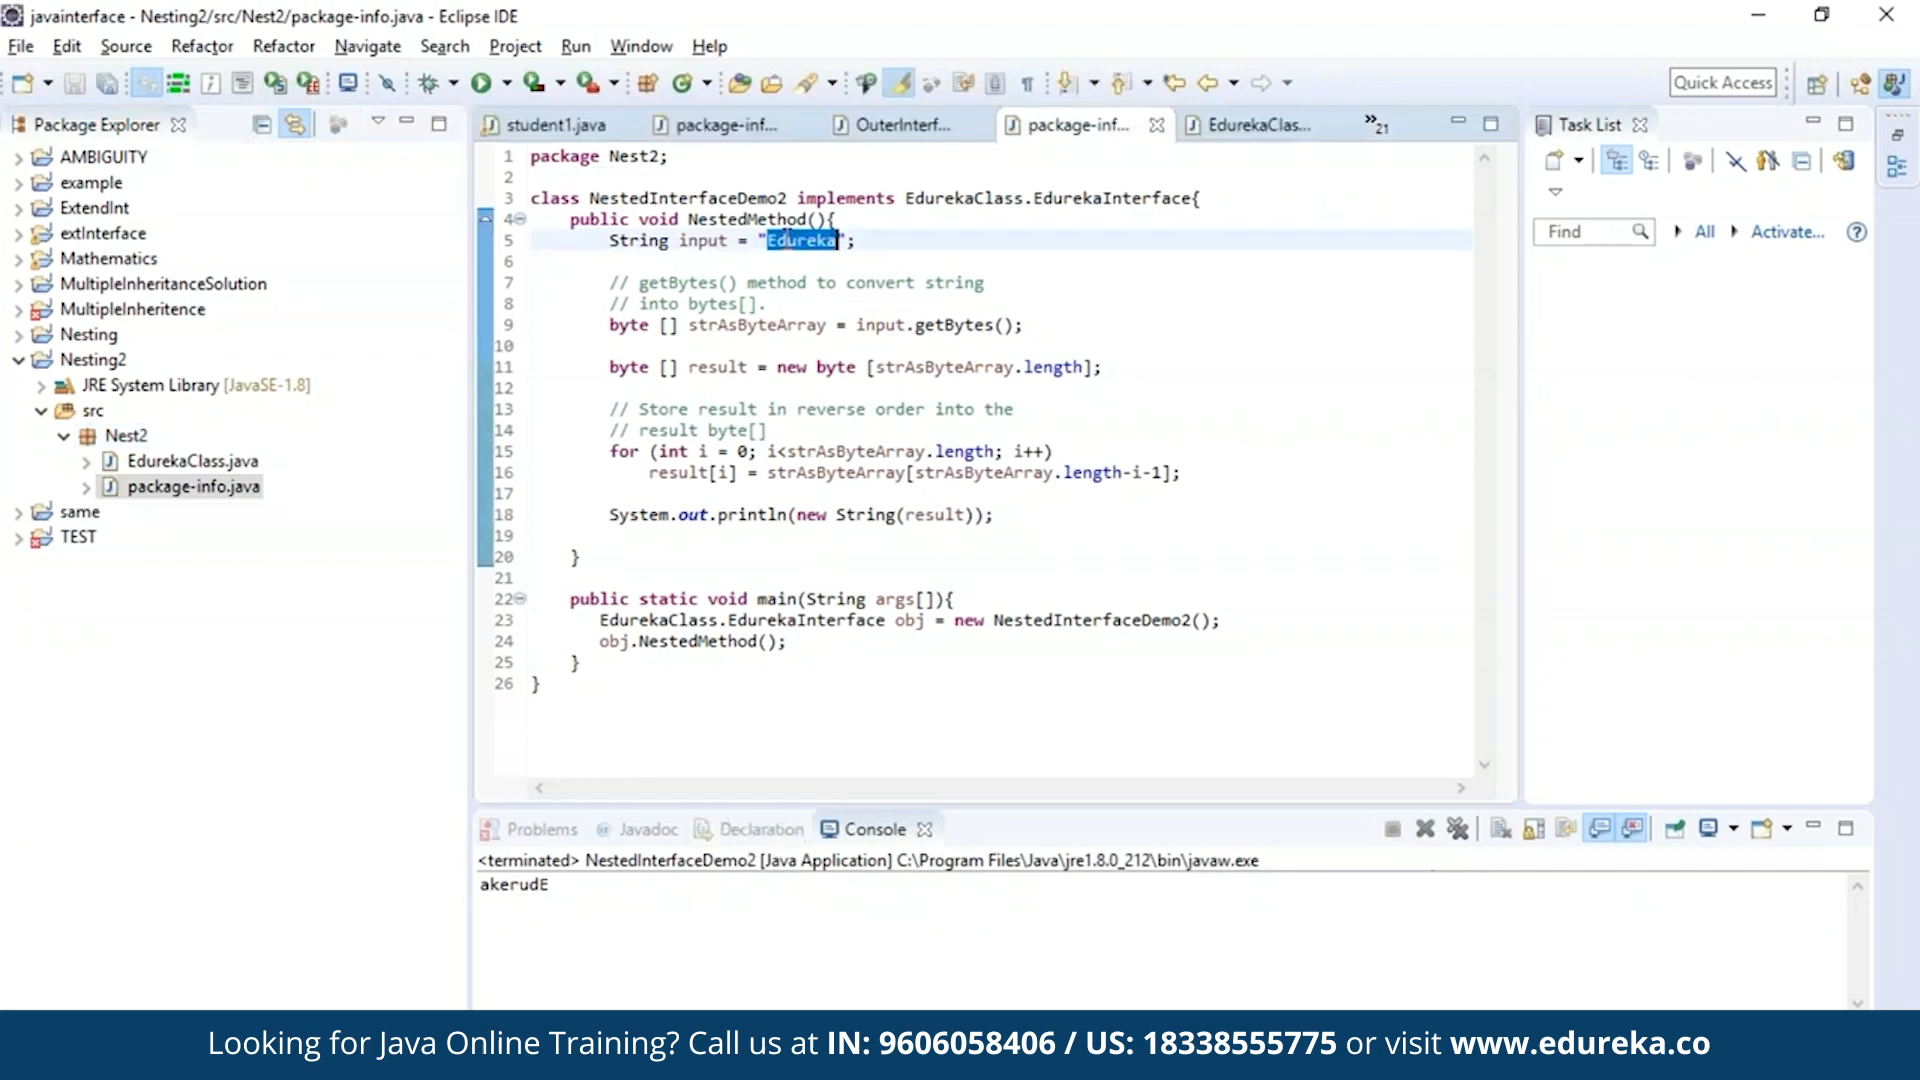 javainterface - Nesting2/src/Nest2/package-info.java - Eclipse IDE
File Edit Source Refactor Refactor Navigate Search Project Run Window Help
Quick Access
Package Explorer
AMBIGUITY
example
ExtendInt
extInterface
Mathematics
MultipleInheritanceSolution
MultipleInheritence
Nesting
Nesting2
JRE System Library [JavaSE-1.8]
src
Nest2
EdurekaClass.java
package-info.java
same
TEST
student1.java package-inf... OuterInterf... package-inf... EdurekaClas... »21
1 package Nest2;
2
3 class NestedInterfaceDemo2 implements EdurekaClass.EdurekaInterface{
4 public void NestedMethod(){
5 String input = "Edureka";
6
7 // getBytes() method to convert string
8 // into bytes[].
9 byte [] strAsByteArray = input.getBytes();
10
11 byte [] result = new byte [strAsByteArray.length];
12
13 // Store result in reverse order into the
14 // result byte[]
15 for (int i = 0; i<strAsByteArray.length; i++)
16 result[i] = strAsByteArray[strAsByteArray.length-i-1];
17
18 System.out.println(new String(result));
19
20 }
21
22 public static void main(String args[]){
23 EdurekaClass.EdurekaInterface obj = new NestedInterfaceDemo2();
24 obj.NestedMethod();
25 }
26 }
Task List
Find All Activate...
Problems Javadoc Declaration Console
<terminated> NestedInterfaceDemo2 [Java Application] C:\Program Files\Java\jre1.8.0_212\bin\javaw.exe
akerudE
Looking for Java Online Training? Call us at IN: 9606058406 / US: 18338555775 or visit www.edureka.co